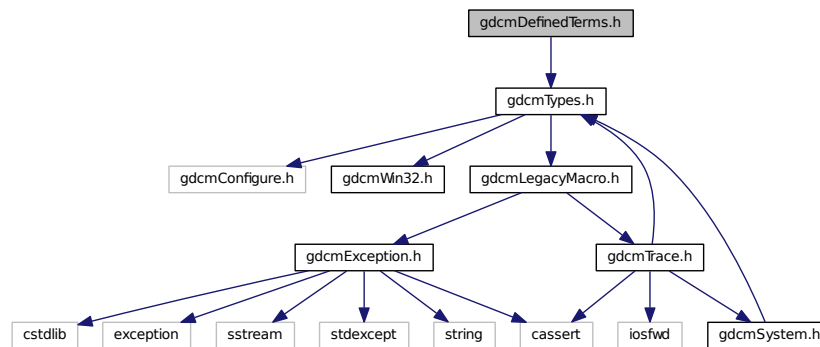 gdcmDefinedTerms.h
gdcmTypes.h
gdcmConfigure.h
gdcmWin32.h
gdcmLegacyMacro.h
gdcmException.h
gdcmTrace.h
cstdlib
exception
sstream
stdexcept
string
cassert
iosfwd
gdcmSystem.h